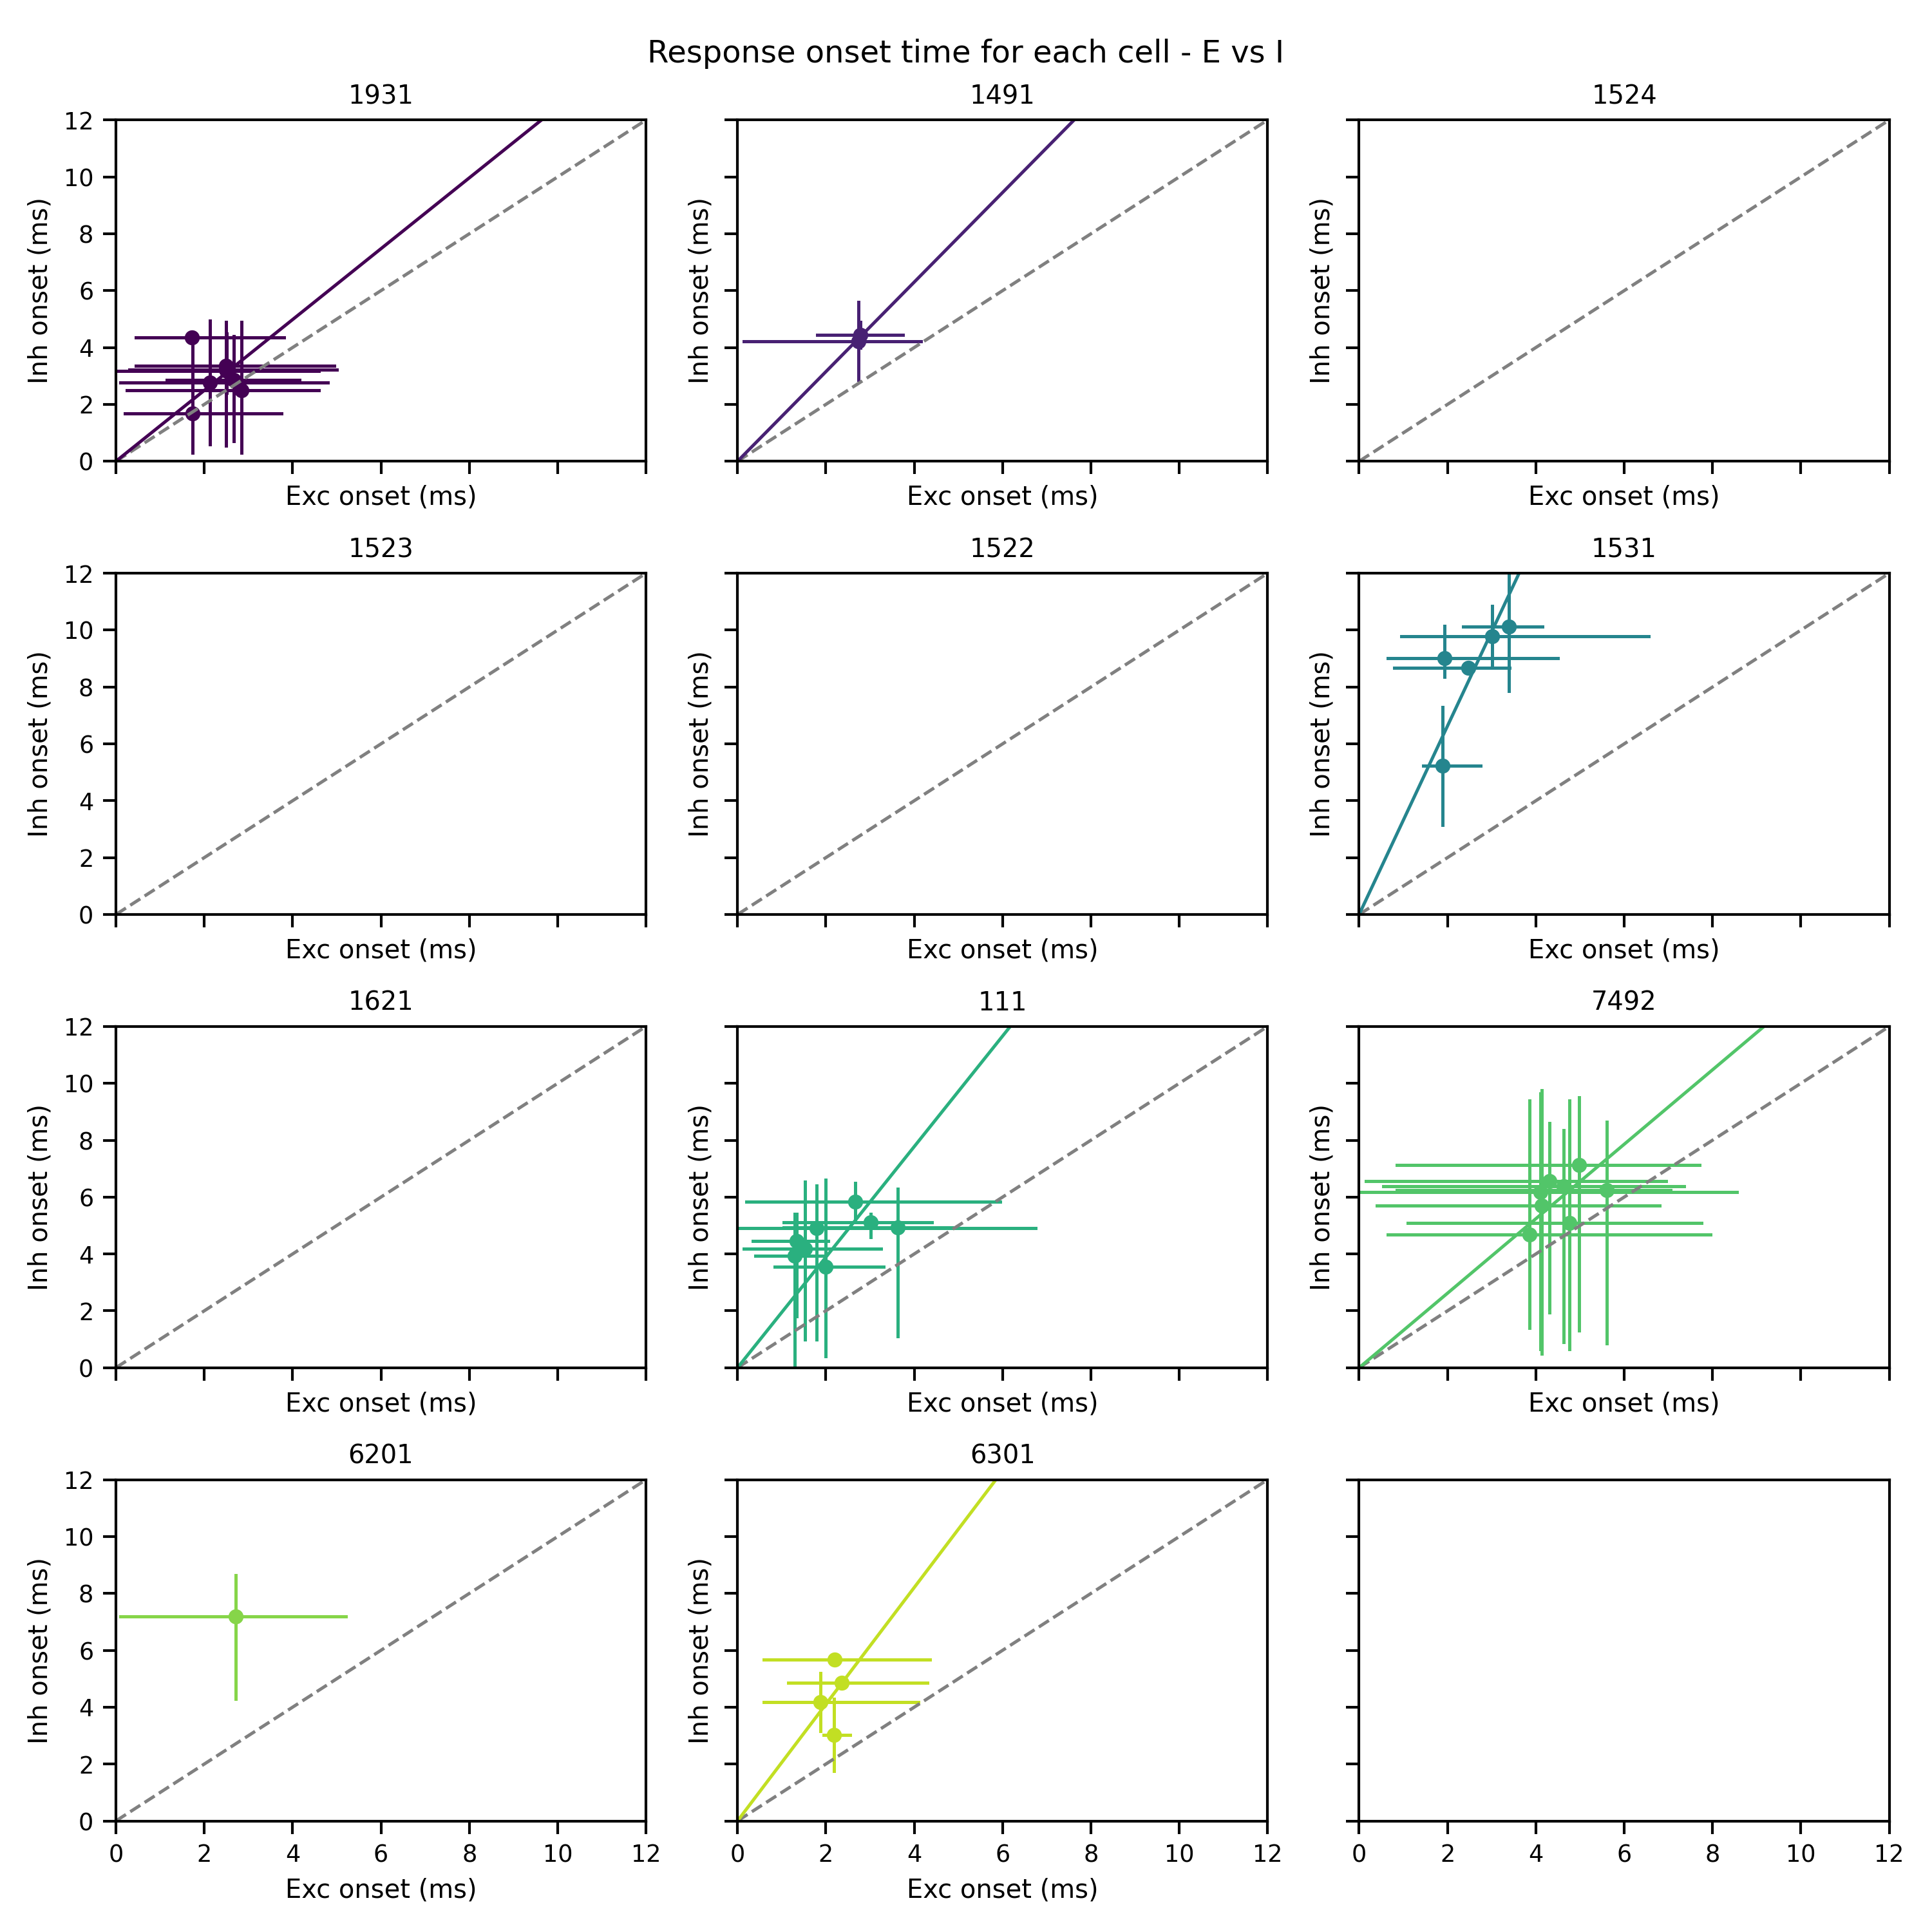 Response onset time for each cell - E vs I
1931
1491
1524
12
10
8
6
4
2
0
Inh onset (ms)
Inh onset (ms)
Inh onset (ms)
Exc onset (ms)
Exc onset (ms)
Exc onset (ms)
1523
1522
1531
12
10
8
6
4
2
0
Inh onset (ms)
Inh onset (ms)
Inh onset (ms)
Exc onset (ms)
Exc onset (ms)
Exc onset (ms)
1621
111
7492
12
10
8
6
4
2
0
Inh onset (ms)
Inh onset (ms)
Inh onset (ms)
Exc onset (ms)
Exc onset (ms)
Exc onset (ms)
6201
6301
12
10
8
6
4
2
0
Inh onset (ms)
Inh onset (ms)
0 2 4 6 8 10 12
0 2 4 6 8 10 12
0 2 4 6 8 10 12
Exc onset (ms)
Exc onset (ms)